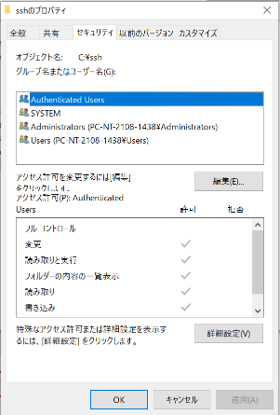 sshのプロパティ
全般 共有 セキュリティ 以前のバージョン カスタマイズ
オブジェクト名: C:¥ssh
グループ名またはユーザー名(G):
Authenticated Users
SYSTEM
Administrators (PC-NT-2108-1438¥Administrators)
Users (PC-NT-2108-1438¥Users)
アクセス許可を変更するには[編集]
をクリックします。
編集(E)...
アクセス許可(P): Authenticated
Users 許可 拒否
フル コントロール
変更
読み取りと実行
フォルダーの内容の一覧表示
読み取り
書き込み
特殊なアクセス許可または詳細設定を表示す
るには、[詳細設定] をクリックします。
詳細設定(V)
OK キャンセル 適用(A)